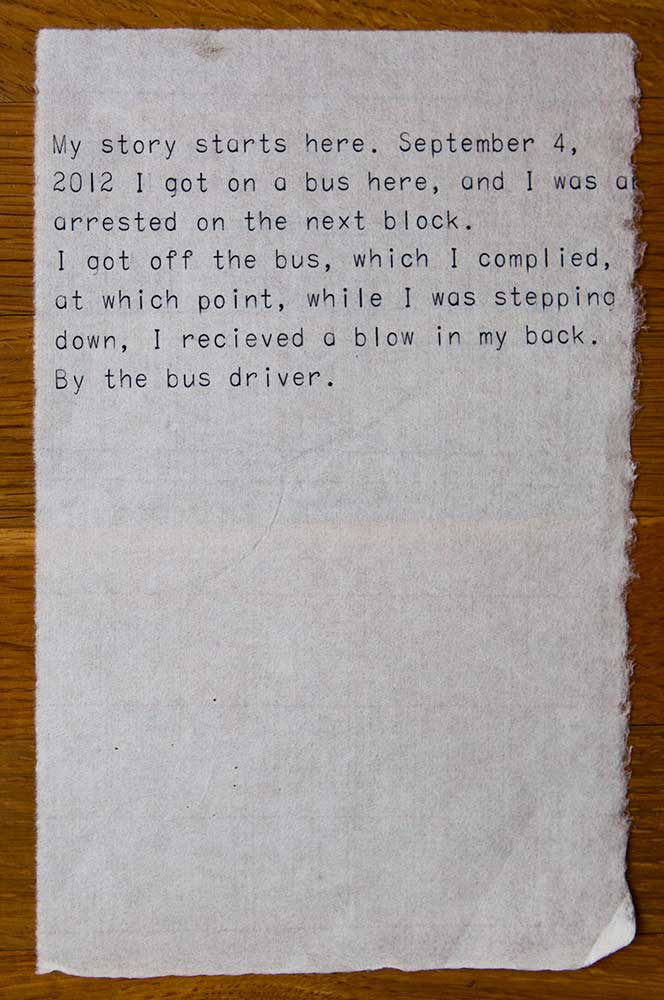 My story starts here. September 4,
2012 I got on a bus here, and I was ar
arrested on the next block.
I got off the bus, which I complied,
at which point, while I was stepping
down, I recieved a blow in my back.
By the bus driver.